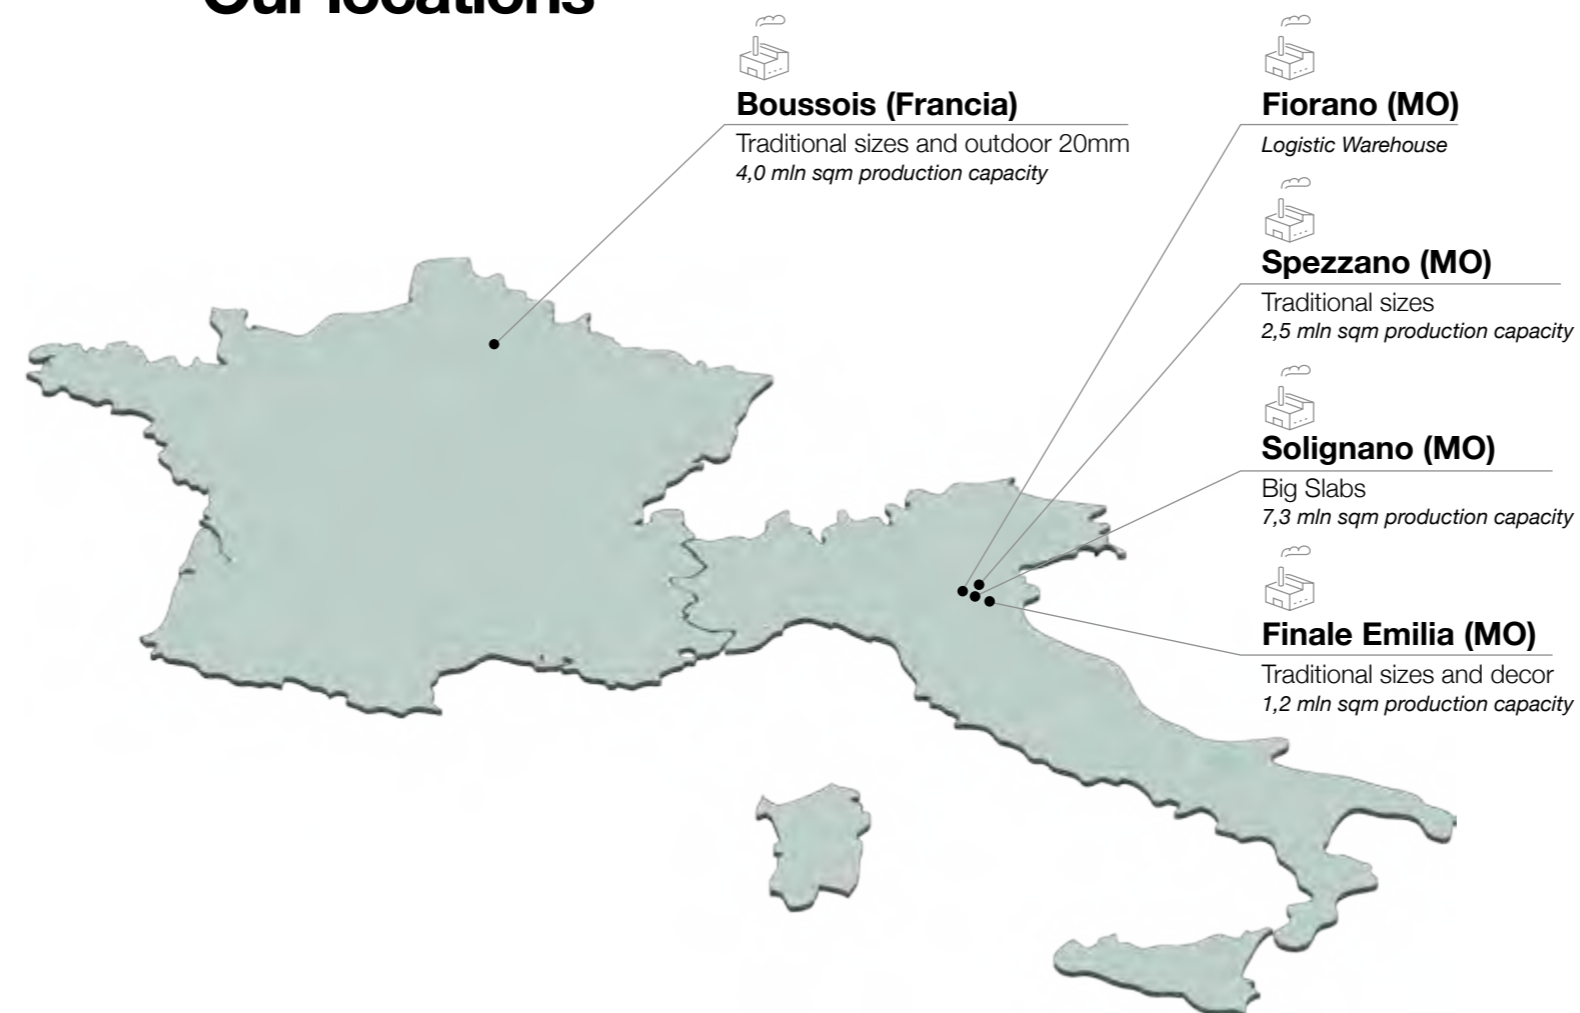 Our locations
Boussois (Francia)
Traditional sizes and outdoor 20mm
4,0 mln sqm production capacity
Fiorano (MO)
Logistic Warehouse
Spezzano (MO)
Traditional sizes
2,5 mln sqm production capacity
Solignano (MO)
Big Slabs
7,3 mln sqm production capacity
Finale Emilia (MO)
Traditional sizes and decor
1,2 mln sqm production capacity